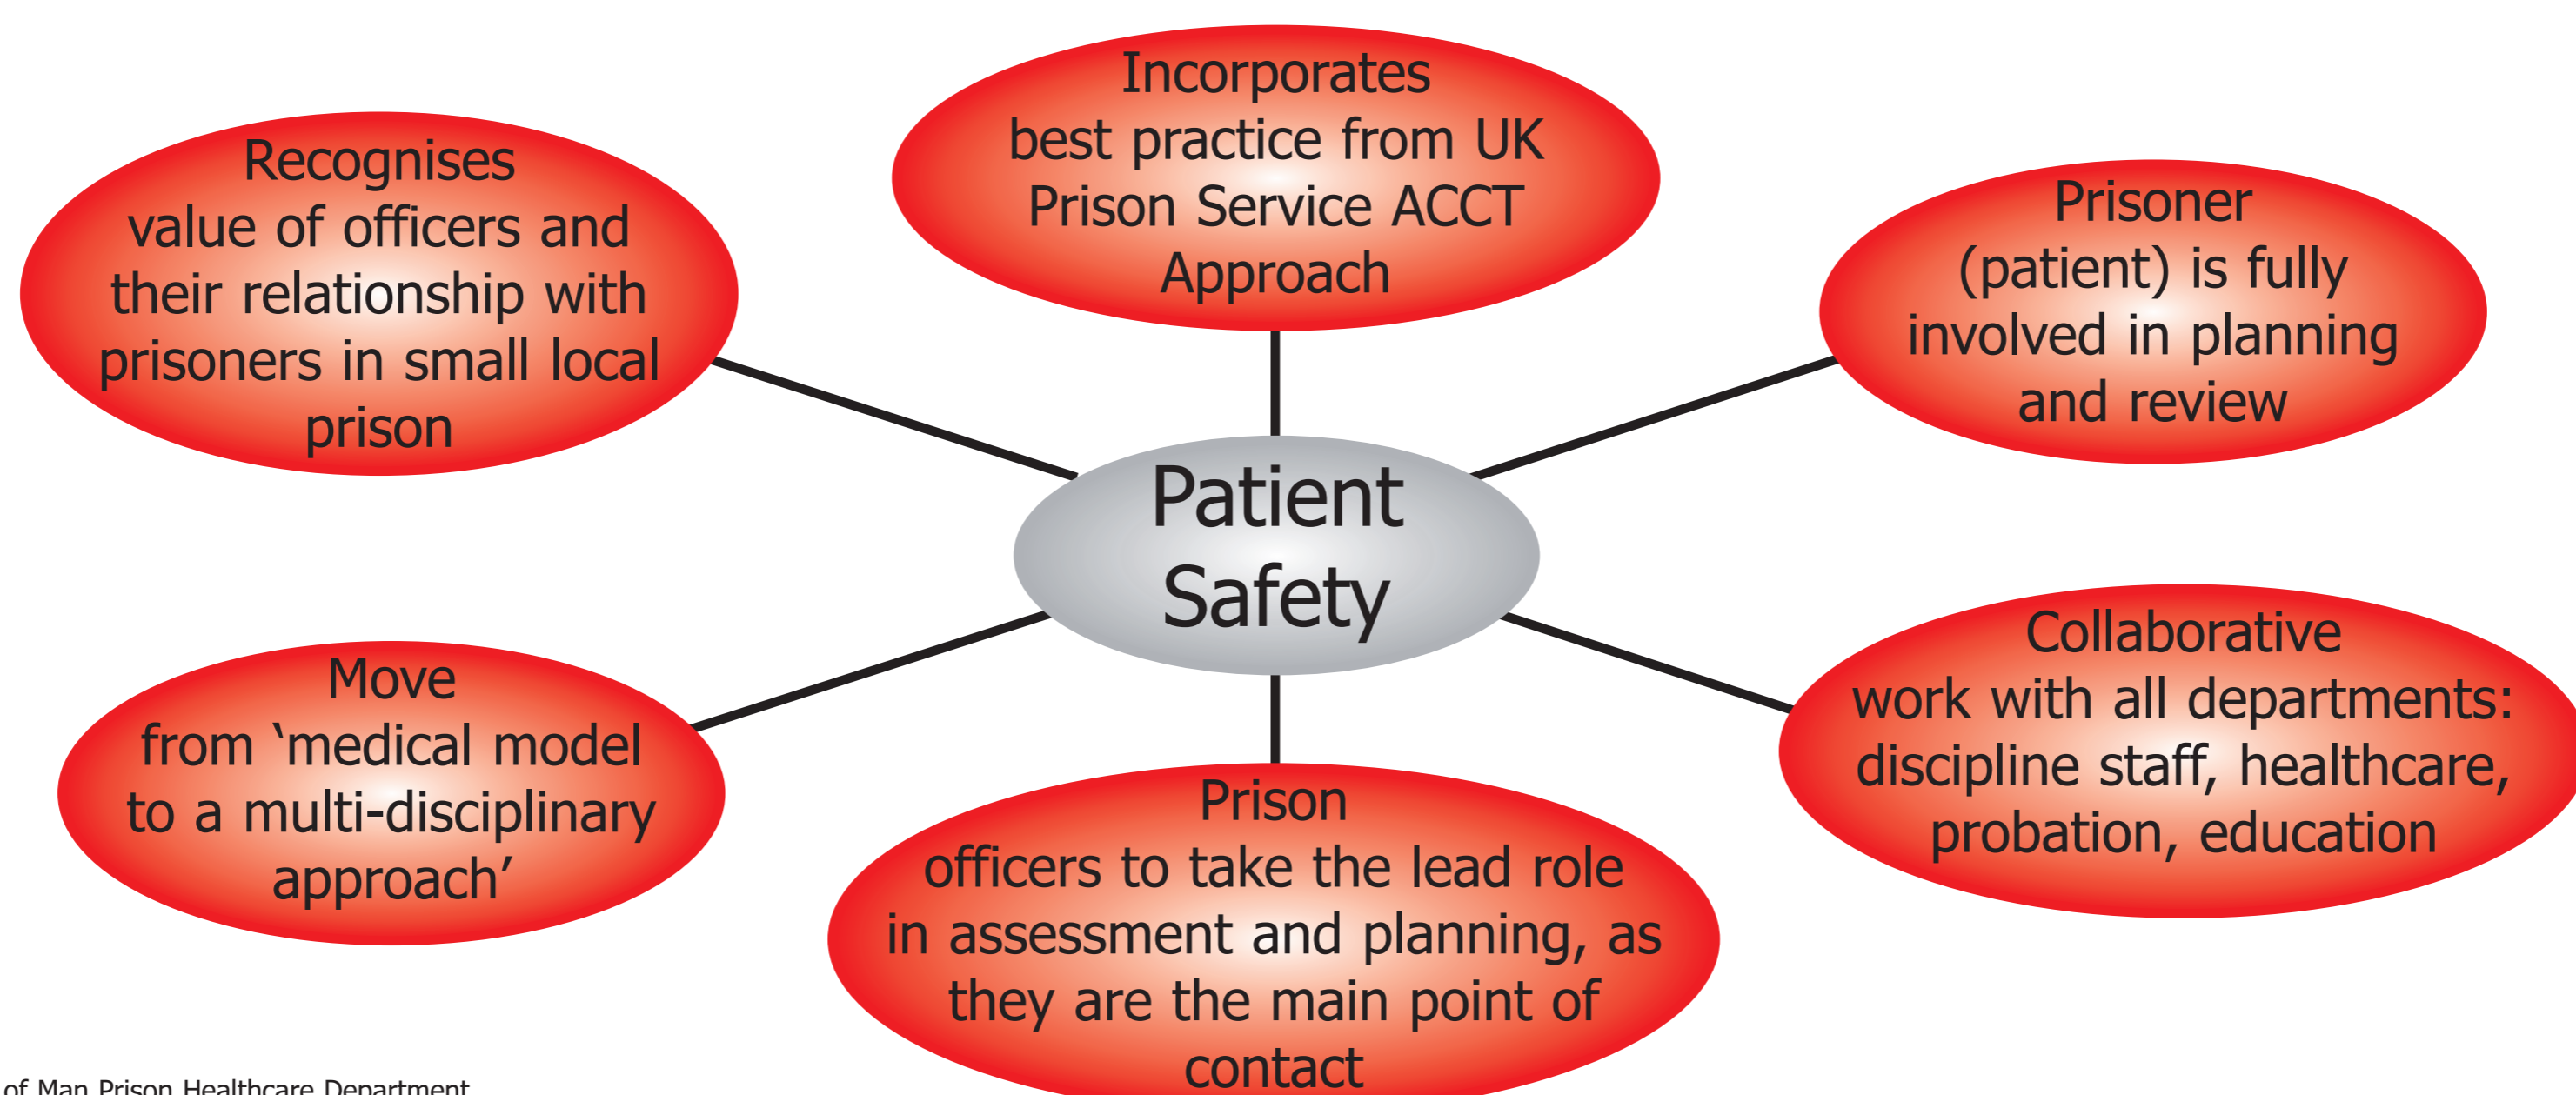 Incorporates
best practice from UK
Prison Service ACCT
Approach
Recognises
value of officers and
their relationship with
prisoners in small local
prison
Prisoner
(patient) is fully
involved in planning
and review
Patient
Safety
Move
from ‘medical model
to a multi-disciplinary
approach’
Collaborative
work with all departments:
discipline staff, healthcare,
probation, education
Prison
officers to take the lead role
in assessment and planning, as
they are the main point of
contact
of Man Prison Healthcare Department